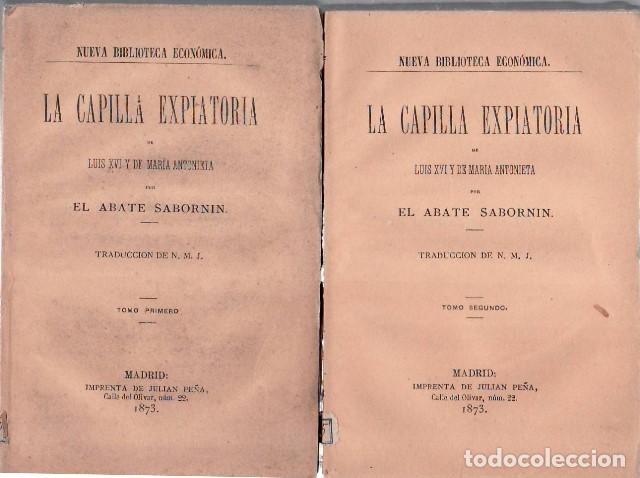 NUEVA BIBLIOTECA ECONÓMICA.
LA CAPILLA EXPIATORIA
DE
LUIS XVI Y DE MARÍA ANTONIETA
POR
EL ABATE SABORNIN.
TRADUCCION DE N. M. J.
TOMO PRIMERO
MADRID:
IMPRENTA DE JULIAN PEÑA,
Calle del Olivar, núm. 22.
1873.
NUEVA BIBLIOTECA ECONÓMICA.
LA CAPILLA EXPIATORIA
DE
LUIS XVI Y DE MARIA ANTONIETA
POR
EL ABATE SABORNIN.
TRADUCCION DE N. M. J.
TOMO SEGUNDO.
MADRID:
IMPRENTA DE JULIAN PEÑA,
Calle del Olivar, núm. 22
1873.
todocoleccion